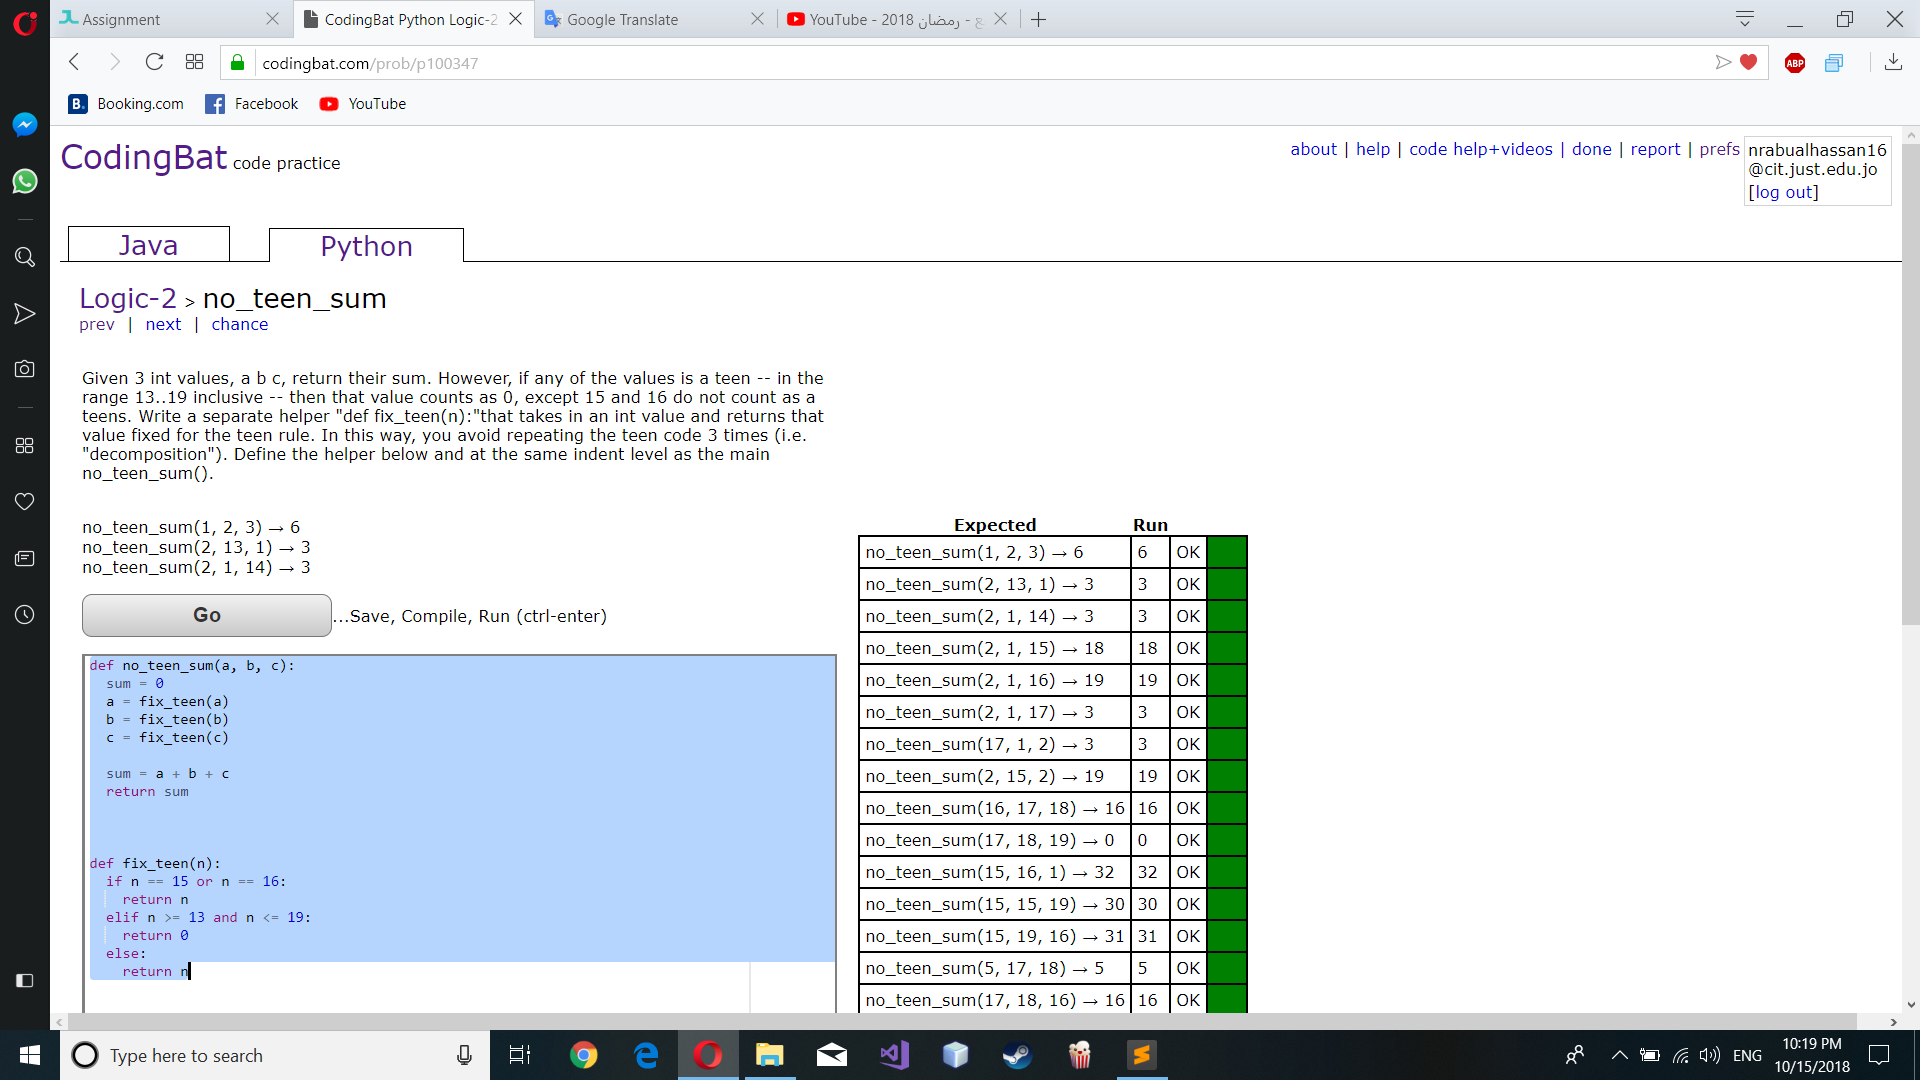 Assignment
CodingBat Python Logic-2
Google Translate
YouTube - رمضان 2018 -
codingbat.com/prob/p100347
ABP
B. Booking.com
Facebook
YouTube
CodingBat code practice
about | help | code help+videos | done | report | prefs
nrabualhassan16
@cit.just.edu.jo
[log out]
Java
Python
Logic-2 > no_teen_sum
prev | next | chance
Given 3 int values, a b c, return their sum. However, if any of the values is a teen -- in the
range 13..19 inclusive -- then that value counts as 0, except 15 and 16 do not count as a
teens. Write a separate helper "def fix_teen(n):"that takes in an int value and returns that
value fixed for the teen rule. In this way, you avoid repeating the teen code 3 times (i.e.
"decomposition"). Define the helper below and at the same indent level as the main
no_teen_sum().
no_teen_sum(1, 2, 3) → 6
no_teen_sum(2, 13, 1) → 3
no_teen_sum(2, 1, 14) → 3
Go
...Save, Compile, Run (ctrl-enter)
def no_teen_sum(a, b, c):
sum = 0
a = fix_teen(a)
b = fix_teen(b)
c = fix_teen(c)
sum = a + b + c
return sum
def fix_teen(n):
if n == 15 or n == 16:
return n
elif n >= 13 and n <= 19:
return 0
else:
return n
Expected Run
no_teen_sum(1, 2, 3) → 6 6 OK
no_teen_sum(2, 13, 1) → 3 3 OK
no_teen_sum(2, 1, 14) → 3 3 OK
no_teen_sum(2, 1, 15) → 18 18 OK
no_teen_sum(2, 1, 16) → 19 19 OK
no_teen_sum(2, 1, 17) → 3 3 OK
no_teen_sum(17, 1, 2) → 3 3 OK
no_teen_sum(2, 15, 2) → 19 19 OK
no_teen_sum(16, 17, 18) → 16 16 OK
no_teen_sum(17, 18, 19) → 0 0 OK
no_teen_sum(15, 16, 1) → 32 32 OK
no_teen_sum(15, 15, 19) → 30 30 OK
no_teen_sum(15, 19, 16) → 31 31 OK
no_teen_sum(5, 17, 18) → 5 5 OK
no_teen_sum(17, 18, 16) → 16 16 OK
Type here to search
ENG
10:19 PM
10/15/2018